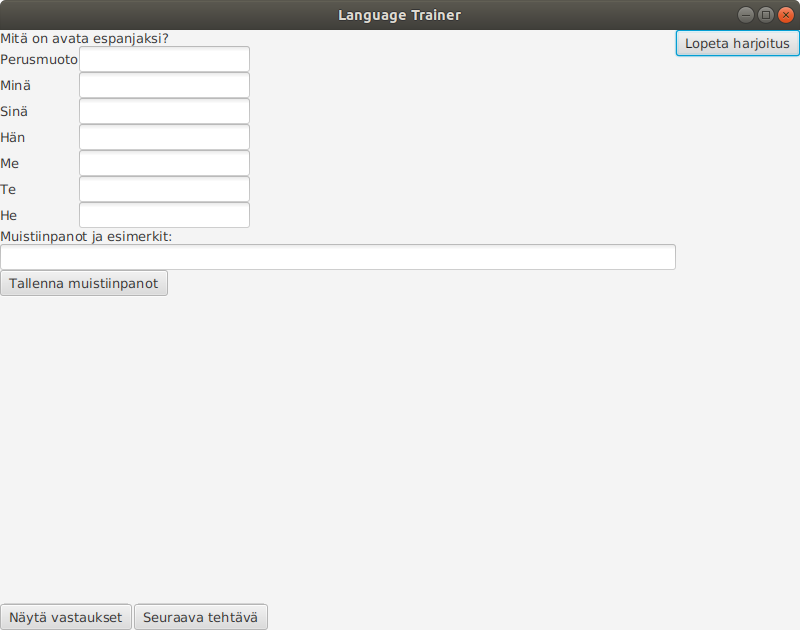 Language Trainer
Mitä on avata espanjaksi?
Lopeta harjoitus
Perusmuoto
Minä
Sinä
Hän
Me
Te
He
Muistiinpanot ja esimerkit:
Tallenna muistiinpanot
Näytä vastaukset
Seuraava tehtävä